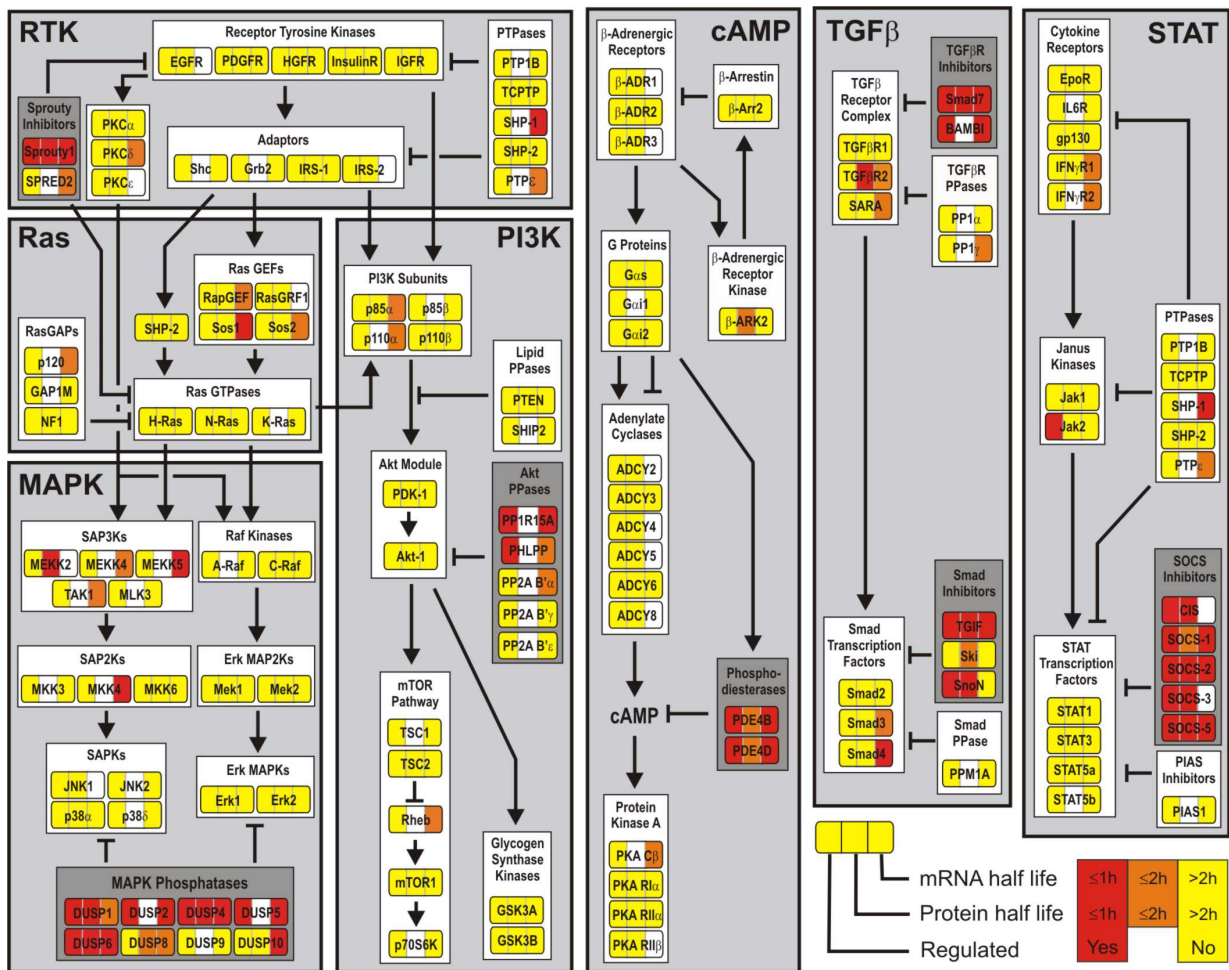 RTK
Receptor Tyrosine Kinases
EGFR PDGFR HGFR InsulinR IGFR
PTPases
PTP1B
TCPTP
SHP-1
SHP-2
PTPε
Sprouty
Inhibitors
Sprouty1
SPRED2
PKCα
PKCδ
PKCε
Adaptors
Shc Grb2 IRS-1 IRS-2
Ras
Ras GEFs
RapGEF RasGRF1
Sos1 Sos2
SHP-2
RasGAPs
p120
GAP1M
NF1
Ras GTPases
H-Ras N-Ras K-Ras
MAPK
SAP3Ks
MEKK2 MEKK4 MEKK5
TAK1 MLK3
Raf Kinases
A-Raf C-Raf
SAP2Ks
MKK3 MKK4 MKK6
Erk MAP2Ks
Mek1 Mek2
SAPKs
JNK1 JNK2
p38α p38δ
Erk MAPKs
Erk1 Erk2
MAPK Phosphatases
DUSP1 DUSP2 DUSP4 DUSP5
DUSP6 DUSP8 DUSP9 DUSP10
PI3K
PI3K Subunits
p85α p85β
p110α p110β
Lipid
PPases
PTEN
SHIP2
Akt Module
PDK-1
Akt-1
Akt
PPases
PP1R15A
PHLPP
PP2A B'α
PP2A B'γ
PP2A B'ε
mTOR
Pathway
TSC1
TSC2
Rheb
mTOR1
p70S6K
Glycogen
Synthase
Kinases
GSK3A
GSK3B
cAMP
β-Adrenergic
Receptors
β-ADR1
β-ADR2
β-ADR3
β-Arrestin
β-Arr2
G Proteins
Gαs
Gαi1
Gαi2
β-Adrenergic
Receptor
Kinase
β-ARK2
Adenylate
Cyclases
ADCY2
ADCY3
ADCY4
ADCY5
ADCY6
ADCY8
cAMP
Phospho-
diesterases
PDE4B
PDE4D
Protein
Kinase A
PKA Cβ
PKA RIα
PKA RIIα
PKA RIIβ
TGFβ
TGFβ
Receptor
Complex
TGFβR1
TGFβR2
SARA
TGFβR
Inhibitors
Smad7
BAMBI
TGFβR
PPases
PP1α
PP1γ
Smad
Transcription
Factors
Smad2
Smad3
Smad4
Smad
Inhibitors
TGIF
Ski
SnoN
Smad
PPase
PPM1A
STAT
Cytokine
Receptors
EpoR
IL6R
gp130
IFNγR1
IFNγR2
Janus
Kinases
Jak1
Jak2
PTPases
PTP1B
TCPTP
SHP-1
SHP-2
PTPε
STAT
Transcription
Factors
STAT1
STAT3
STAT5a
STAT5b
SOCS
Inhibitors
CIS
SOCS-1
SOCS-2
SOCS-3
SOCS-5
PIAS
Inhibitors
PIAS1
mRNA half life ≤1h ≤2h >2h
Protein half life ≤1h ≤2h >2h
Regulated Yes No